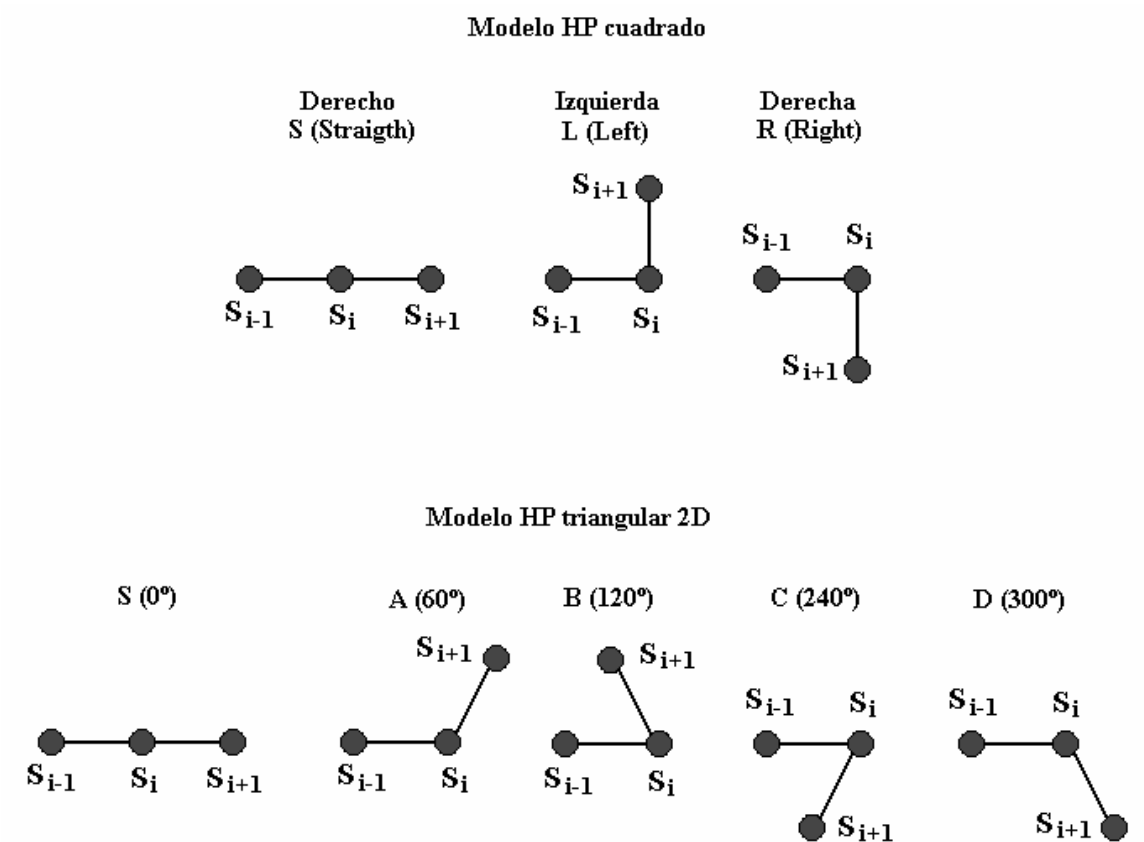 Modelo HP cuadrado
Derecho
S (Straigth)
Izquierda
L (Left)
Derecha
R (Right)
Si-1 Si Si+1
Si+1
Si-1 Si
Si-1 Si
Si+1
Modelo HP triangular 2D
S (0º) A (60º) B (120º) C (240º) D (300º)
Si-1 Si Si+1
Si+1
Si-1 Si
Si+1
Si-1 Si
Si-1 Si
Si+1
Si-1 Si
Si+1